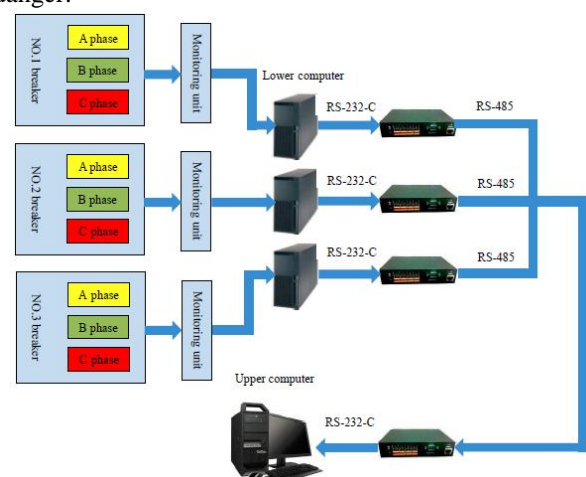 danger.
NO.1 breaker
A phase
B phase
C phase
Monitoring unit
Lower computer
RS-232-C
RS-485
NO.2 breaker
A phase
B phase
C phase
Monitoring unit
RS-232-C
RS-485
NO.3 breaker
A phase
B phase
C phase
Monitoring unit
RS-232-C
RS-485
Upper computer
RS-232-C